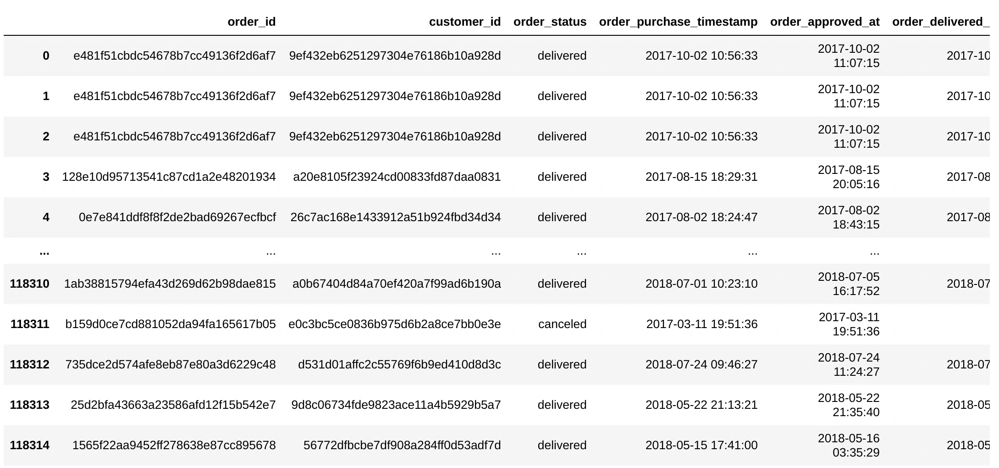 order_id customer_id order_status order_purchase_timestamp order_approved_at order_delivered_
0 e481f51cbdc54678b7cc49136f2d6af7 9ef432eb6251297304e76186b10a928d delivered 2017-10-02 10:56:33 2017-10-02 11:07:15 2017-10
1 e481f51cbdc54678b7cc49136f2d6af7 9ef432eb6251297304e76186b10a928d delivered 2017-10-02 10:56:33 2017-10-02 11:07:15 2017-10
2 e481f51cbdc54678b7cc49136f2d6af7 9ef432eb6251297304e76186b10a928d delivered 2017-10-02 10:56:33 2017-10-02 11:07:15 2017-10
3 128e10d95713541c87cd1a2e48201934 a20e8105f23924cd00833fd87daa0831 delivered 2017-08-15 18:29:31 2017-08-15 20:05:16 2017-08
4 0e7e841ddf8f8f2de2bad69267ecfbcf 26c7ac168e1433912a51b924fbd34d34 delivered 2017-08-02 18:24:47 2017-08-02 18:43:15 2017-08
... ... ... ... ... ...
118310 1ab38815794efa43d269d62b98dae815 a0b67404d84a70ef420a7f99ad6b190a delivered 2018-07-01 10:23:10 2018-07-05 16:17:52 2018-07
118311 b159d0ce7cd881052da94fa165617b05 e0c3bc5ce0836b975d6b2a8ce7bb0e3e canceled 2017-03-11 19:51:36 2017-03-11 19:51:36
118312 735dce2d574afe8eb87e80a3d6229c48 d531d01affc2c55769f6b9ed410d8d3c delivered 2018-07-24 09:46:27 2018-07-24 11:24:27 2018-07
118313 25d2bfa43663a23586afd12f15b542e7 9d8c06734fde9823ace11a4b5929b5a7 delivered 2018-05-22 21:13:21 2018-05-22 21:35:40 2018-05
118314 1565f22aa9452ff278638e87cc895678 56772dfbcbe7df908a284ff0d53adf7d delivered 2018-05-15 17:41:00 2018-05-16 03:35:29 2018-05